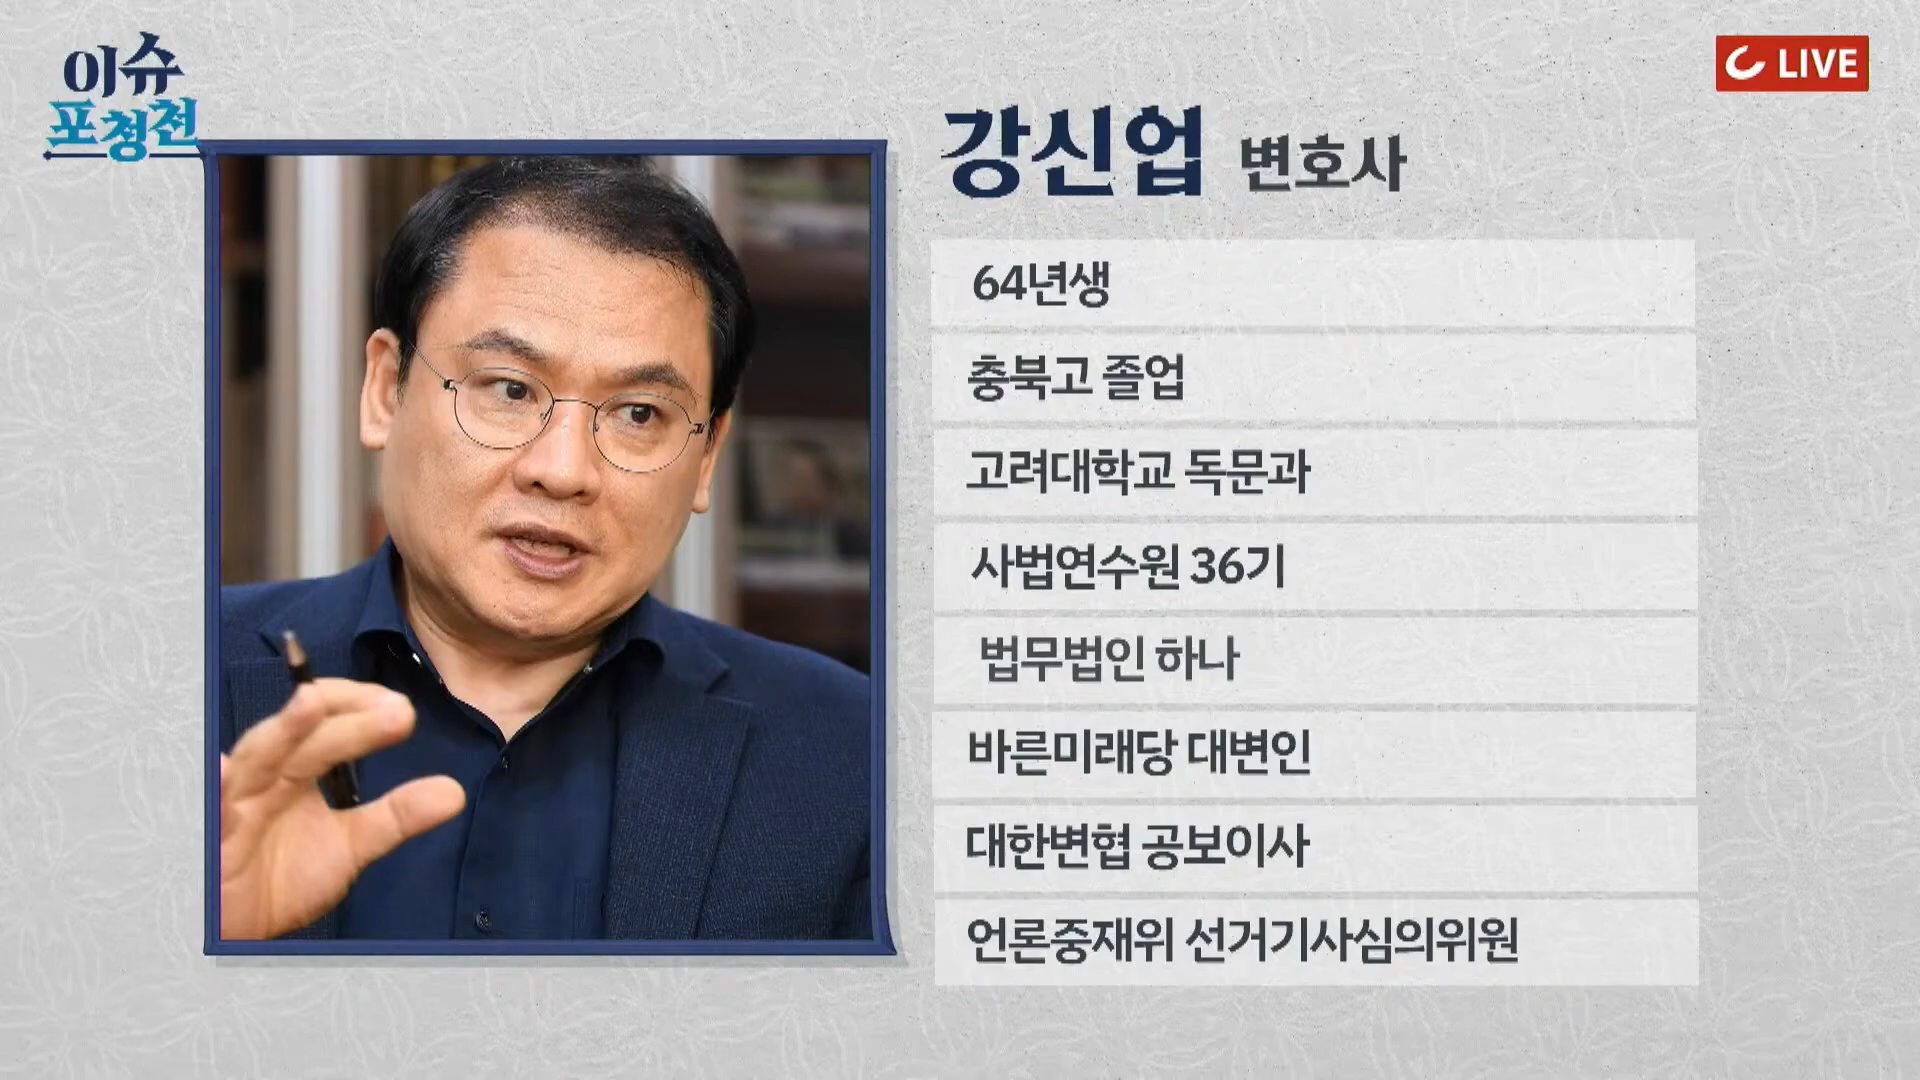 이슈
포청천
LIVE
강신업 변호사
64년생
충북고 졸업
고려대학교 독문과
사법연수원 36기
법무법인 하나
바른미래당 대변인
대한변협 공보이사
언론중재위 선거기사심의위원